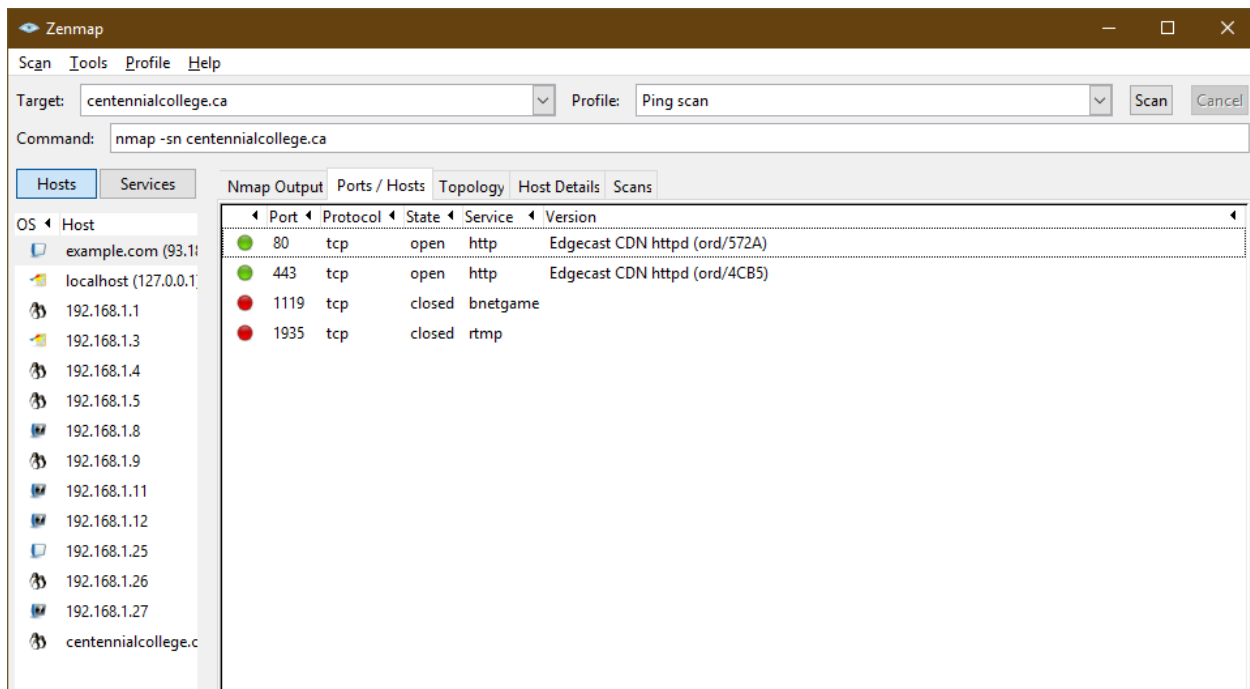 Zenmap
Scan Tools Profile Help
Target: centennialcollege.ca Profile: Ping scan Scan Cancel
Command: nmap -sn centennialcollege.ca
Hosts Services Nmap Output Ports / Hosts Topology Host Details Scans
OS Host
Port Protocol State Service Version
example.com (93.18
80 tcp open http Edgecast CDN httpd (ord/572A)
localhost (127.0.0.1)
443 tcp open http Edgecast CDN httpd (ord/4CB5)
192.168.1.1
1119 tcp closed bnetgame
192.168.1.3
1935 tcp closed rtmp
192.168.1.4
192.168.1.5
192.168.1.8
192.168.1.9
192.168.1.11
192.168.1.12
192.168.1.25
192.168.1.26
192.168.1.27
centennialcollege.c